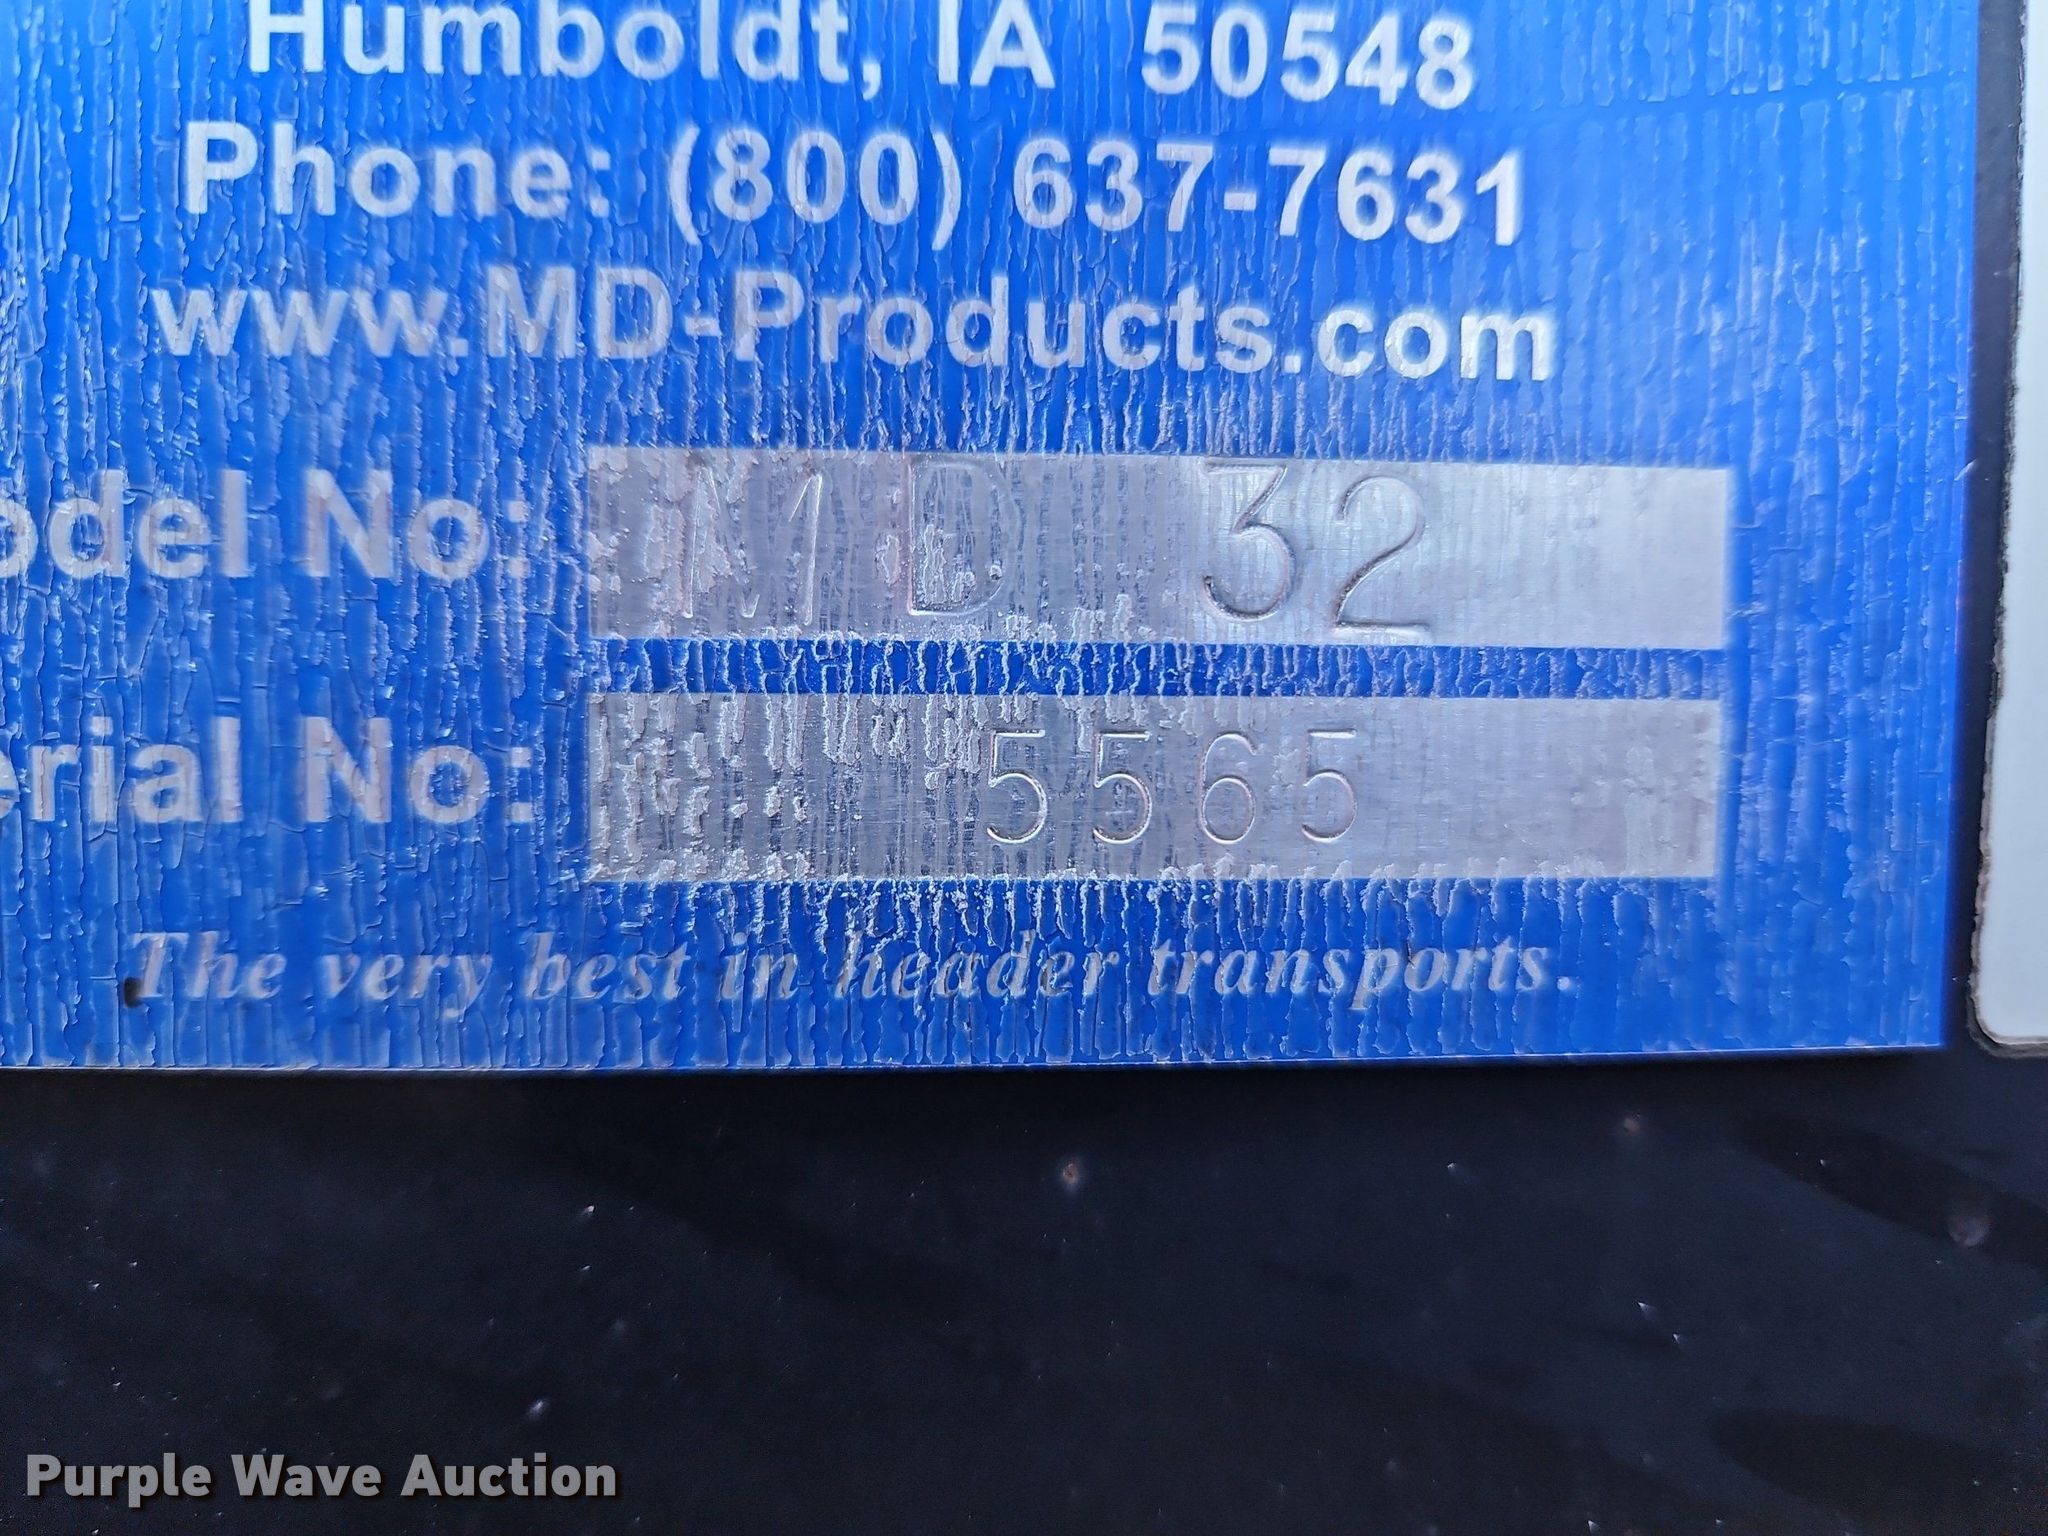 Humboldt, IA 50548
Phone: (800) 637-7631
www.MD-Products.com
odel No: MD 32
erial No: 5565
The very best in header transports.
Purple Wave Auction